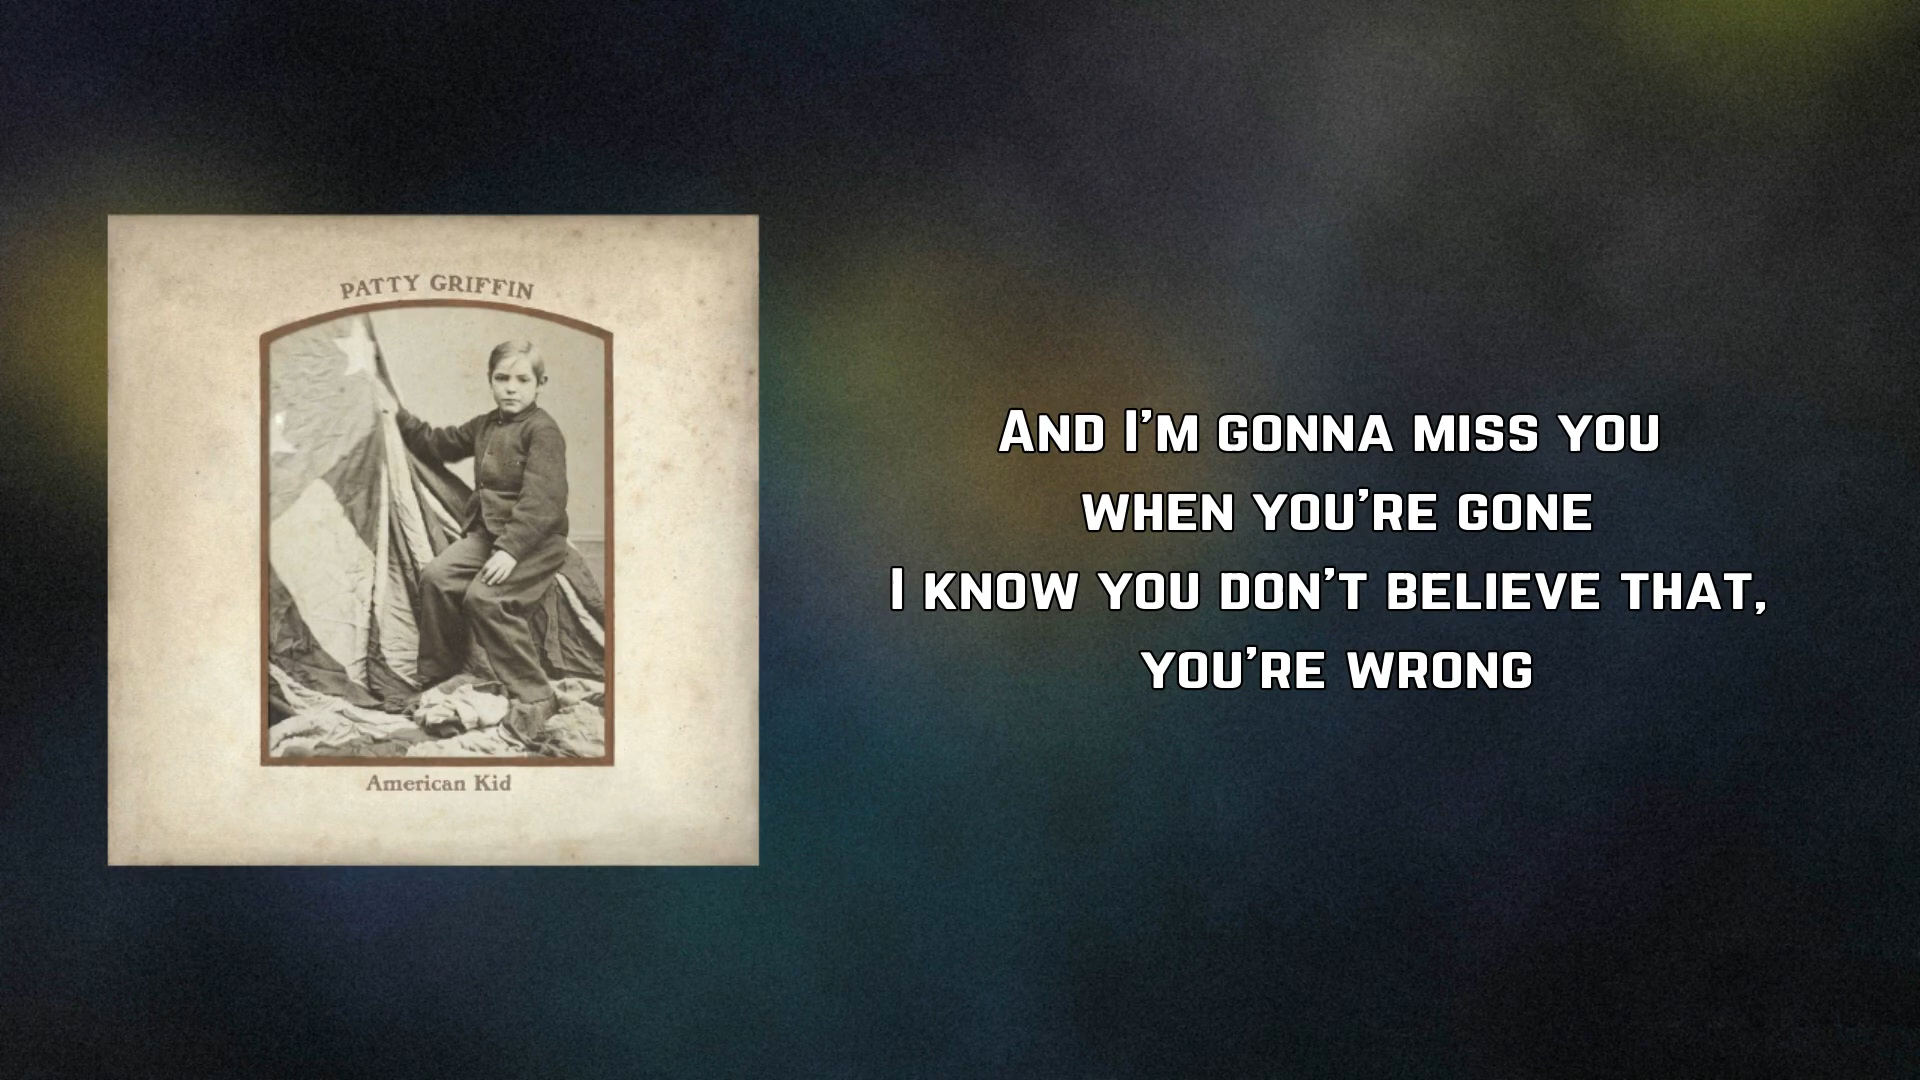 PATTY GRIFFIN
American Kid
And I'm gonna miss you
when you're gone
I know you don't believe that,
you're wrong